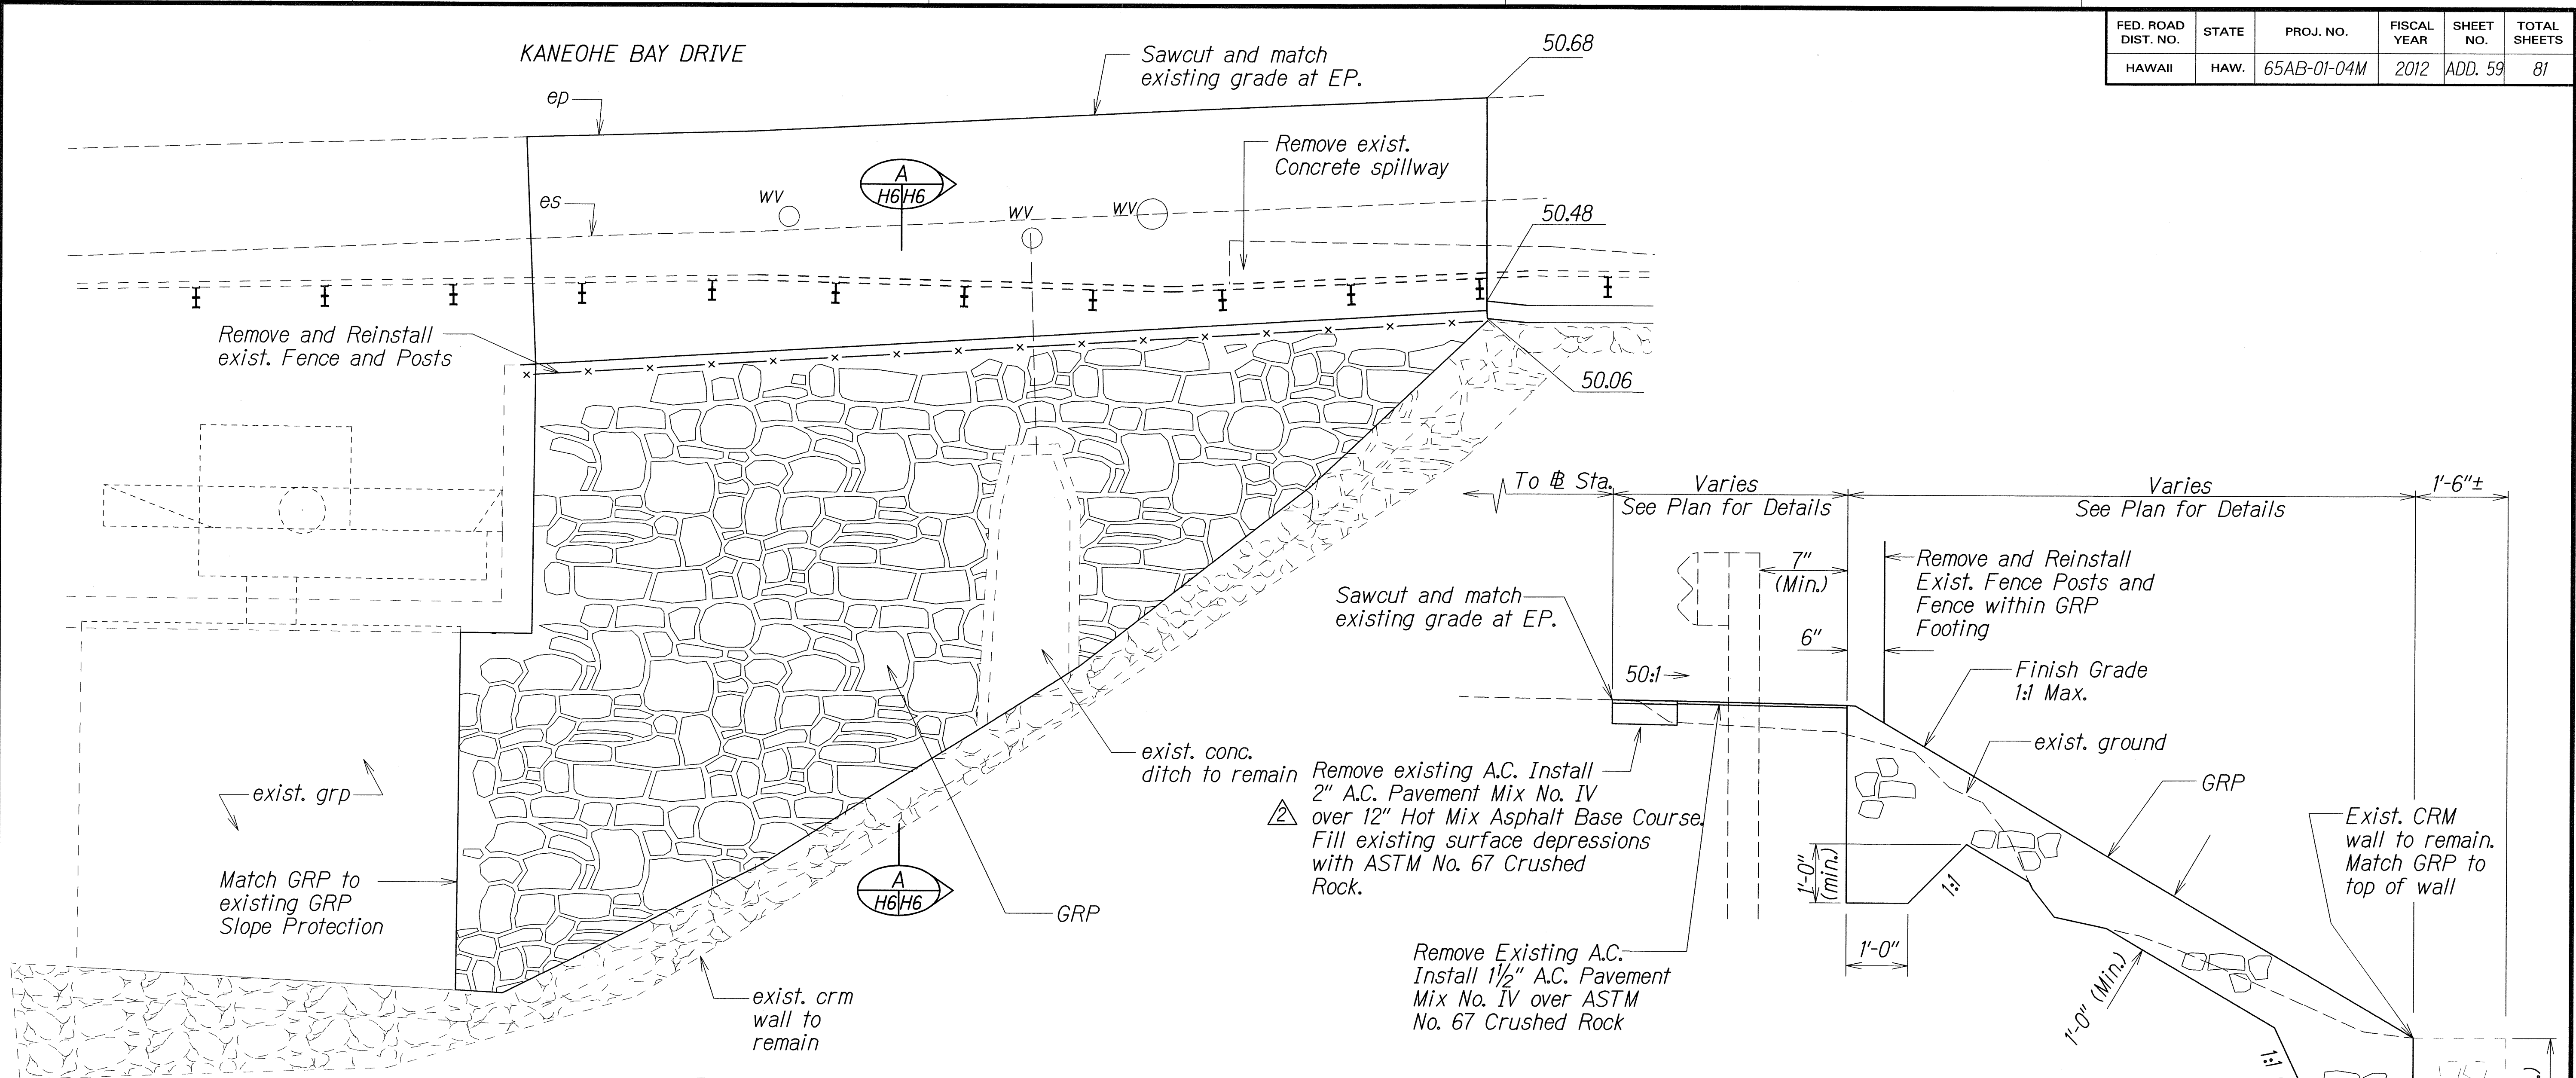 FED. ROAD DIST. NO.
STATE
PROJ. NO.
FISCAL YEAR
SHEET NO.
TOTAL SHEETS
HAWAII
HAW.
65AB-01-04M
2012
ADD. 59
81
KANEOHE BAY DRIVE
Sawcut and match
existing grade at EP.
50.68
ep
Remove exist.
Concrete spillway
A
H6 H6
es
WV
WV
WV
50.48
Remove and Reinstall
exist. Fence and Posts
50.06
exist. grp
Match GRP to
existing GRP
Slope Protection
exist. conc.
ditch to remain
A
H6 H6
GRP
exist. crm
wall to
remain
To ⅊ Sta.
Varies
See Plan for Details
Varies
See Plan for Details
1'-6"±
7"
(Min.)
Remove and Reinstall
Exist. Fence Posts and
Fence within GRP
Footing
Sawcut and match
existing grade at EP.
6"
50:1
Finish Grade
1:1 Max.
exist. ground
GRP
Remove existing A.C. Install
2" A.C. Pavement Mix No. IV
2
over 12" Hot Mix Asphalt Base Course.
Fill existing surface depressions
with ASTM No. 67 Crushed
Rock.
Exist. CRM
wall to remain.
Match GRP to
top of wall
1'-0"
(min.)
1:1
1'-0"
Remove Existing A.C.
Install 1½" A.C. Pavement
Mix No. IV over ASTM
No. 67 Crushed Rock
1'-0" (Min.)
1:1